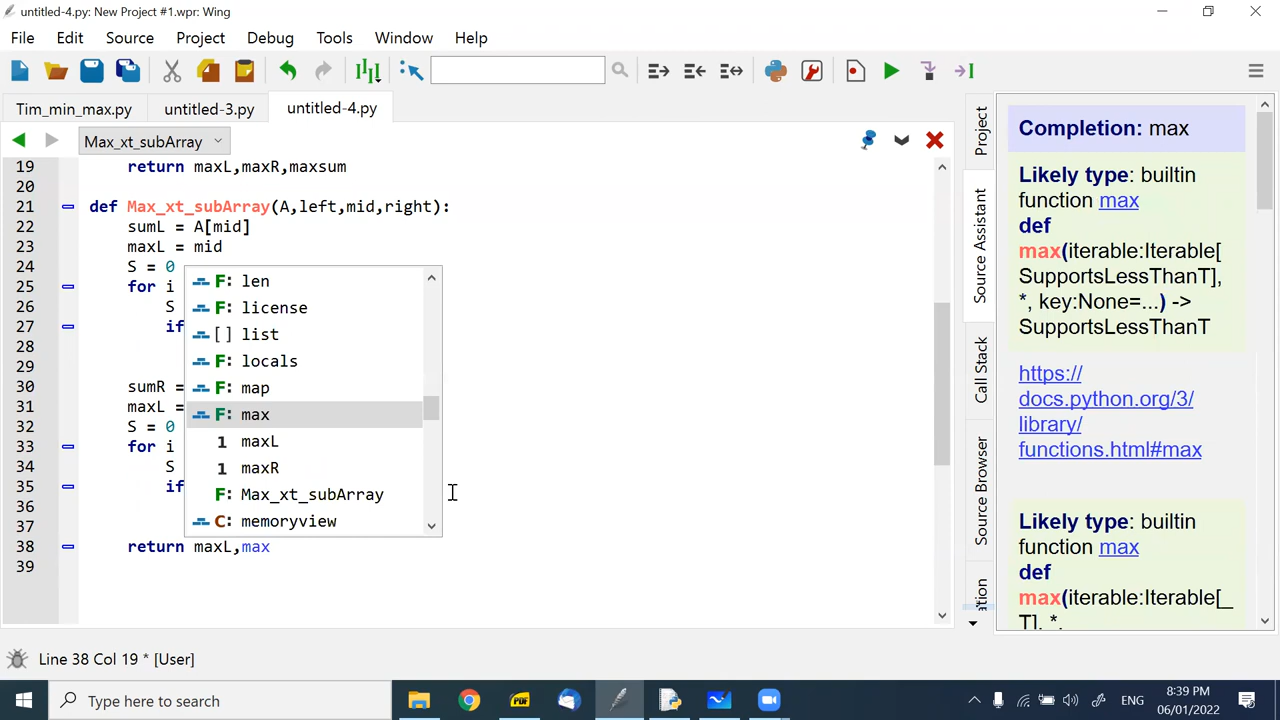 untitled-4.py: New Project #1.wpr: Wing
File Edit Source Project Debug Tools Window Help
Tim_min_max.py untitled-3.py untitled-4.py
Max_xt_subArray
19 return maxL,maxR,maxsum
20
21 def Max_xt_subArray(A,left,mid,right):
22 sumL = A[mid]
23 maxL = mid
24 S = 0
25 for i
26 S
27 if
28
29
30 sumR =
31 maxL =
32 S = 0
33 for i
34 S
35 if
36
37
38 return maxL,max
39
F: len
F: license
[] list
F: locals
F: map
F: max
1 maxL
1 maxR
F: Max_xt_subArray
C: memoryview
Project
Source Assistant
Call Stack
Source Browser
Completion: max
Likely type: builtin
function max
def
max(iterable:Iterable[
SupportsLessThanT],
*, key:None=...) ->
SupportsLessThanT
https://
docs.python.org/3/
library/
functions.html#max
Likely type: builtin
function max
def
max(iterable:Iterable[_
T], *,
Line 38 Col 19 * [User]
Type here to search
PDF
ENG
8:39 PM
06/01/2022